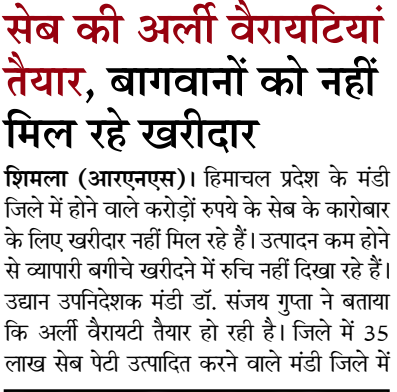 सेब की अर्ली वैरायटियां
तैयार, बागवानों को नहीं
मिल रहे खरीदार
शिमला (आरएनएस)। हिमाचल प्रदेश के मंडी
जिले में होने वाले करोड़ों रुपये के सेब के कारोबार
के लिए खरीदार नहीं मिल रहे हैं। उत्पादन कम होने
से व्यापारी बगीचे खरीदने में रुचि नहीं दिखा रहे हैं।
उद्यान उपनिदेशक मंडी डॉ. संजय गुप्ता ने बताया
कि अर्ली वैरायटी तैयार हो रही है। जिले में 35
लाख सेब पेटी उत्पादित करने वाले मंडी जिले में